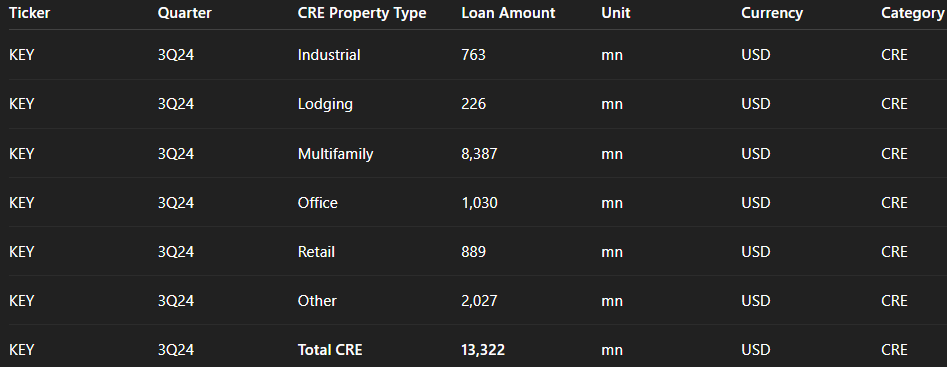 Ticker Quarter CRE Property Type Loan Amount Unit Currency Category
KEY 3Q24 Industrial 763 mn USD CRE
KEY 3Q24 Lodging 226 mn USD CRE
KEY 3Q24 Multifamily 8,387 mn USD CRE
KEY 3Q24 Office 1,030 mn USD CRE
KEY 3Q24 Retail 889 mn USD CRE
KEY 3Q24 Other 2,027 mn USD CRE
KEY 3Q24 Total CRE 13,322 mn USD CRE